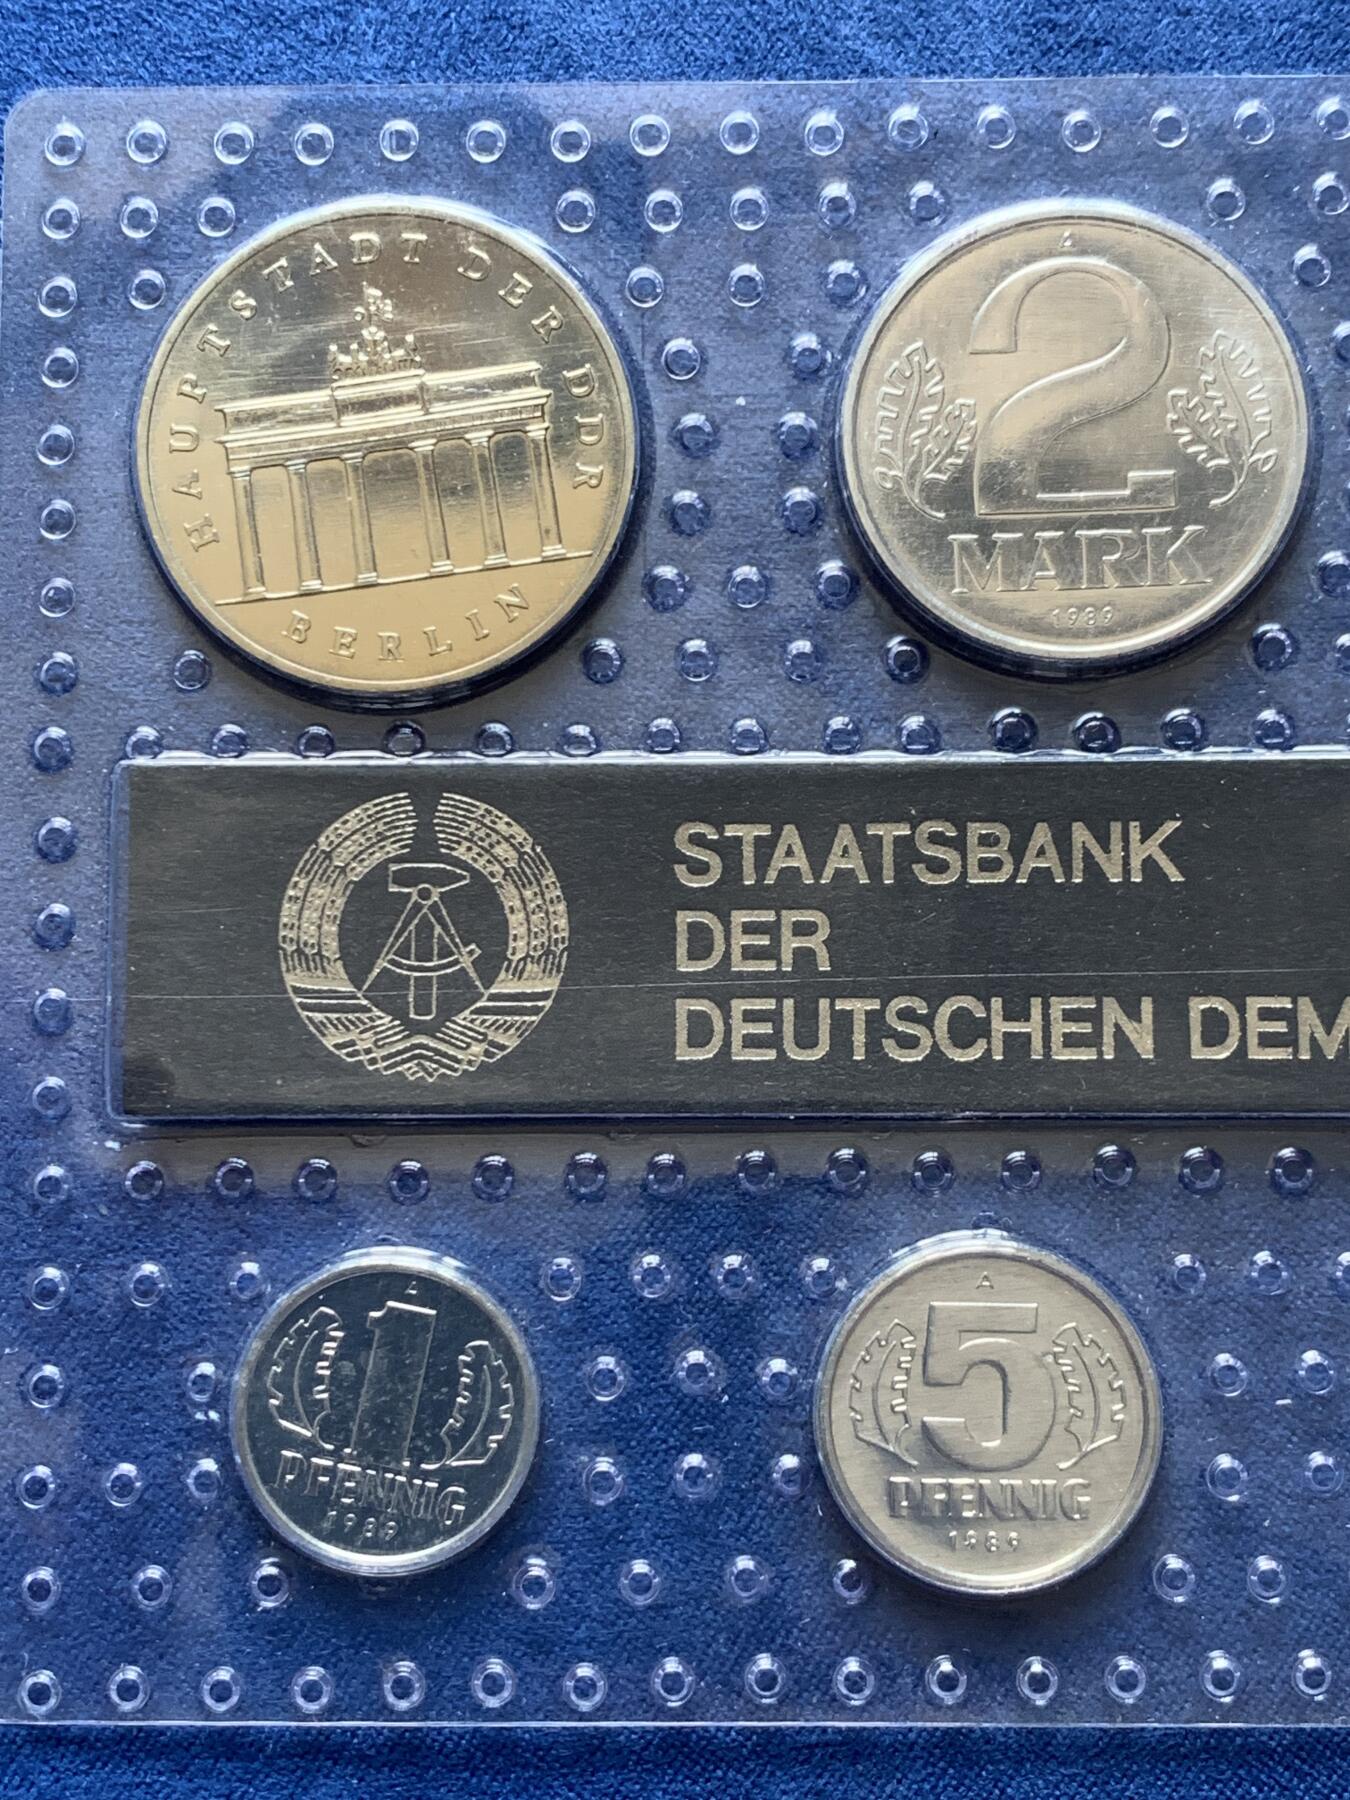 HAUPTSTADT DER DDR
BERLIN
A
2
MARK
1989
STAATSBANK
DER
DEUTSCHEN DEM
A
1
PFENNIG
1989
A
5
PFENNIG
1989